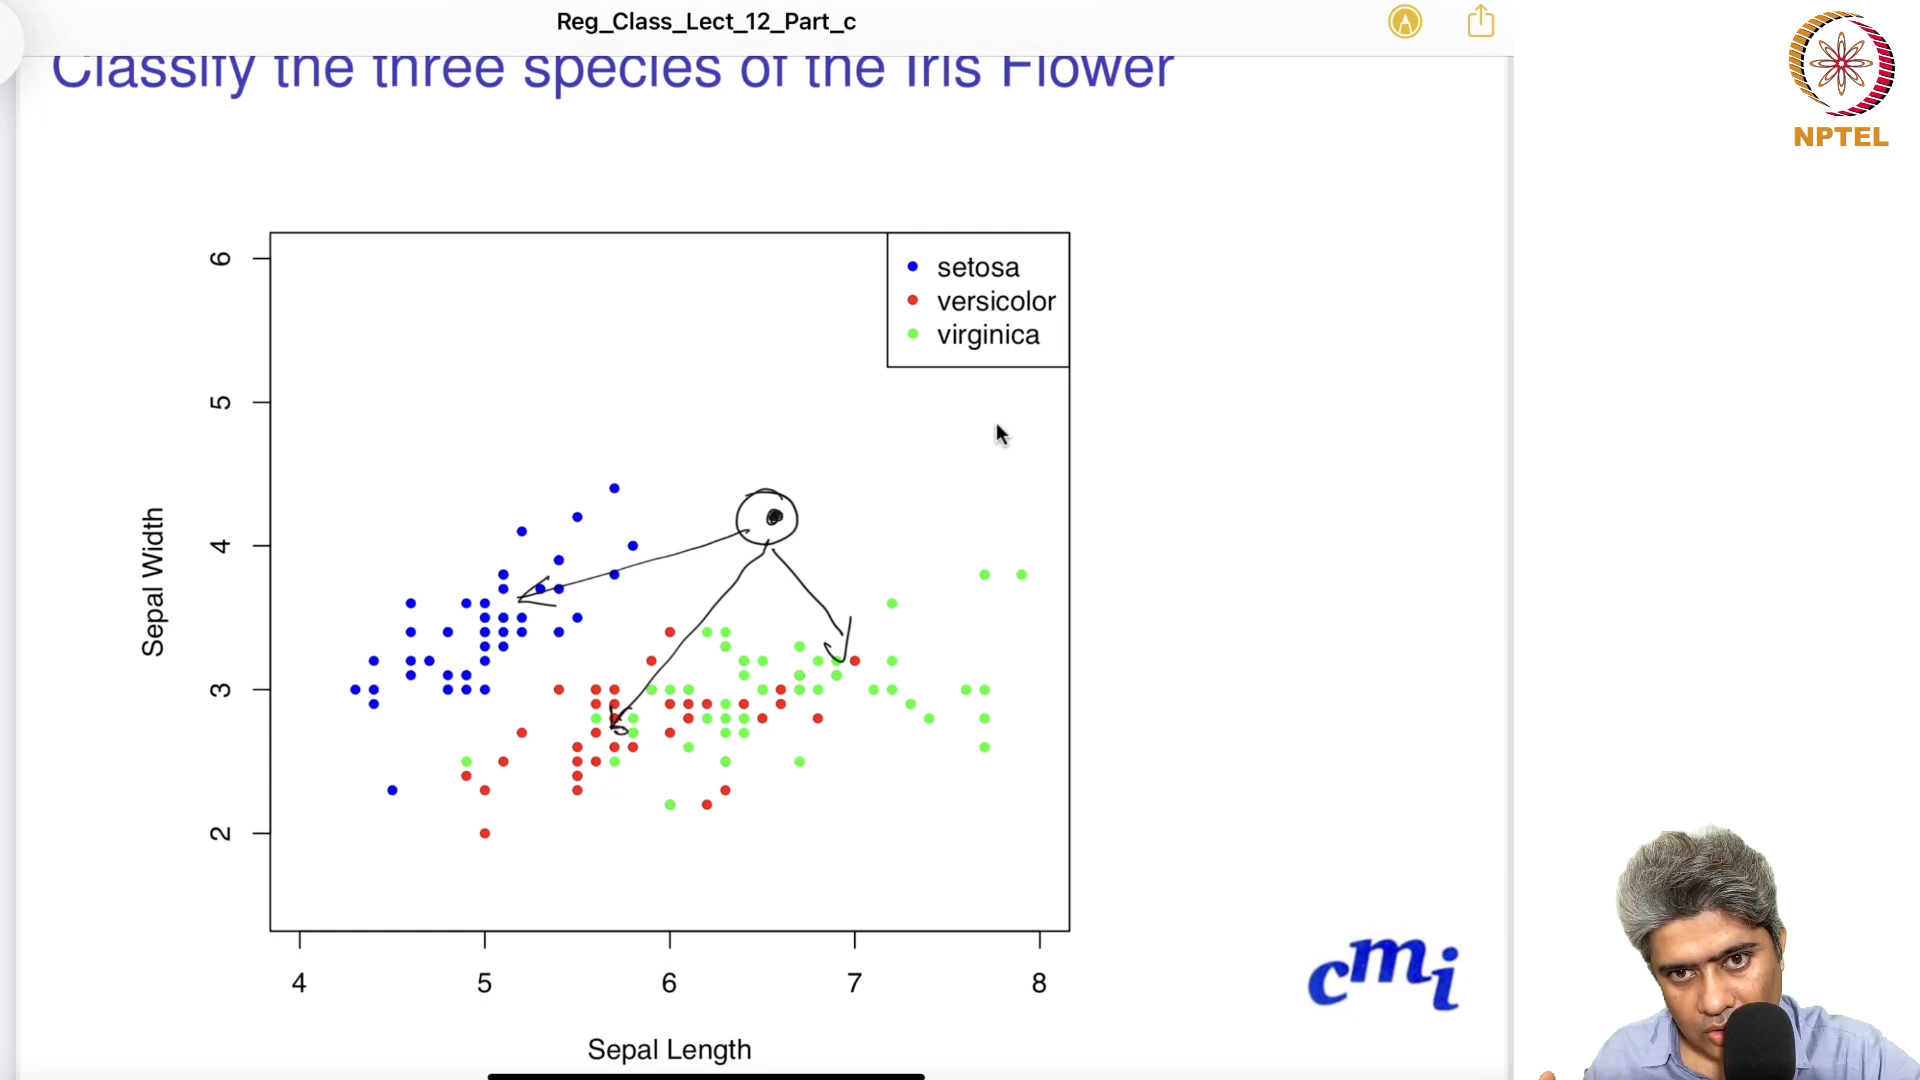 Reg_Class_Lect_12_Part_c
Classify the three species of the Iris Flower
NPTEL
6
5
4
3
2
setosa
versicolor
virginica
Sepal Width
4 5 6 7 8
Sepal Length
cmi